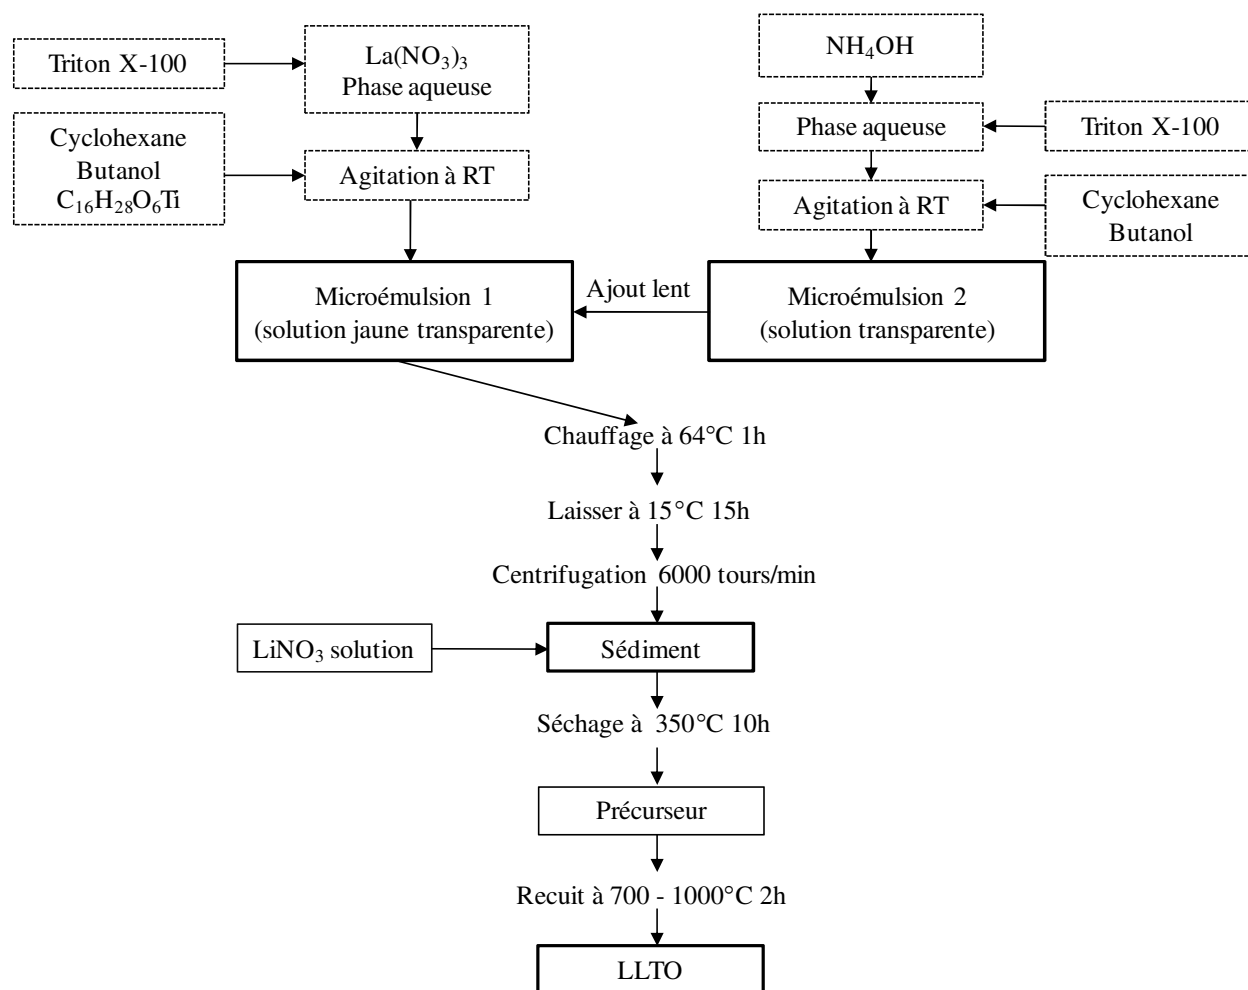 Triton X-100
La(NO₃)₃
Phase aqueuse
Cyclohexane
Butanol
C₁₆H₂₈O₆Ti
Agitation à RT
NH₄OH
Phase aqueuse
Triton X-100
Agitation à RT
Cyclohexane
Butanol
Microémulsion 1
(solution jaune transparente)
Ajout lent
Microémulsion 2
(solution transparente)
Chauffage à 64°C 1h
Laisser à 15°C 15h
Centrifugation 6000 tours/min
LiNO₃ solution
Sédiment
Séchage à 350°C 10h
Précurseur
Recuit à 700 - 1000°C 2h
LLTO